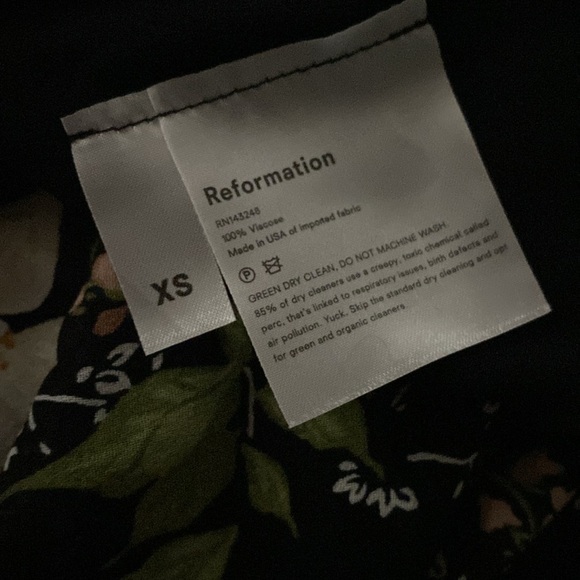 Reformation
RN143248
100% Viscose
Made in USA of imported fabric
P
GREEN DRY CLEAN, DO NOT MACHINE WASH
85% of dry cleaners use a creepy, toxic chemical called
perc, that's linked to respiratory issues, birth defects and
air pollution. Yuck. Skip the standard dry cleaning and opt
for green and organic cleaners.
XS